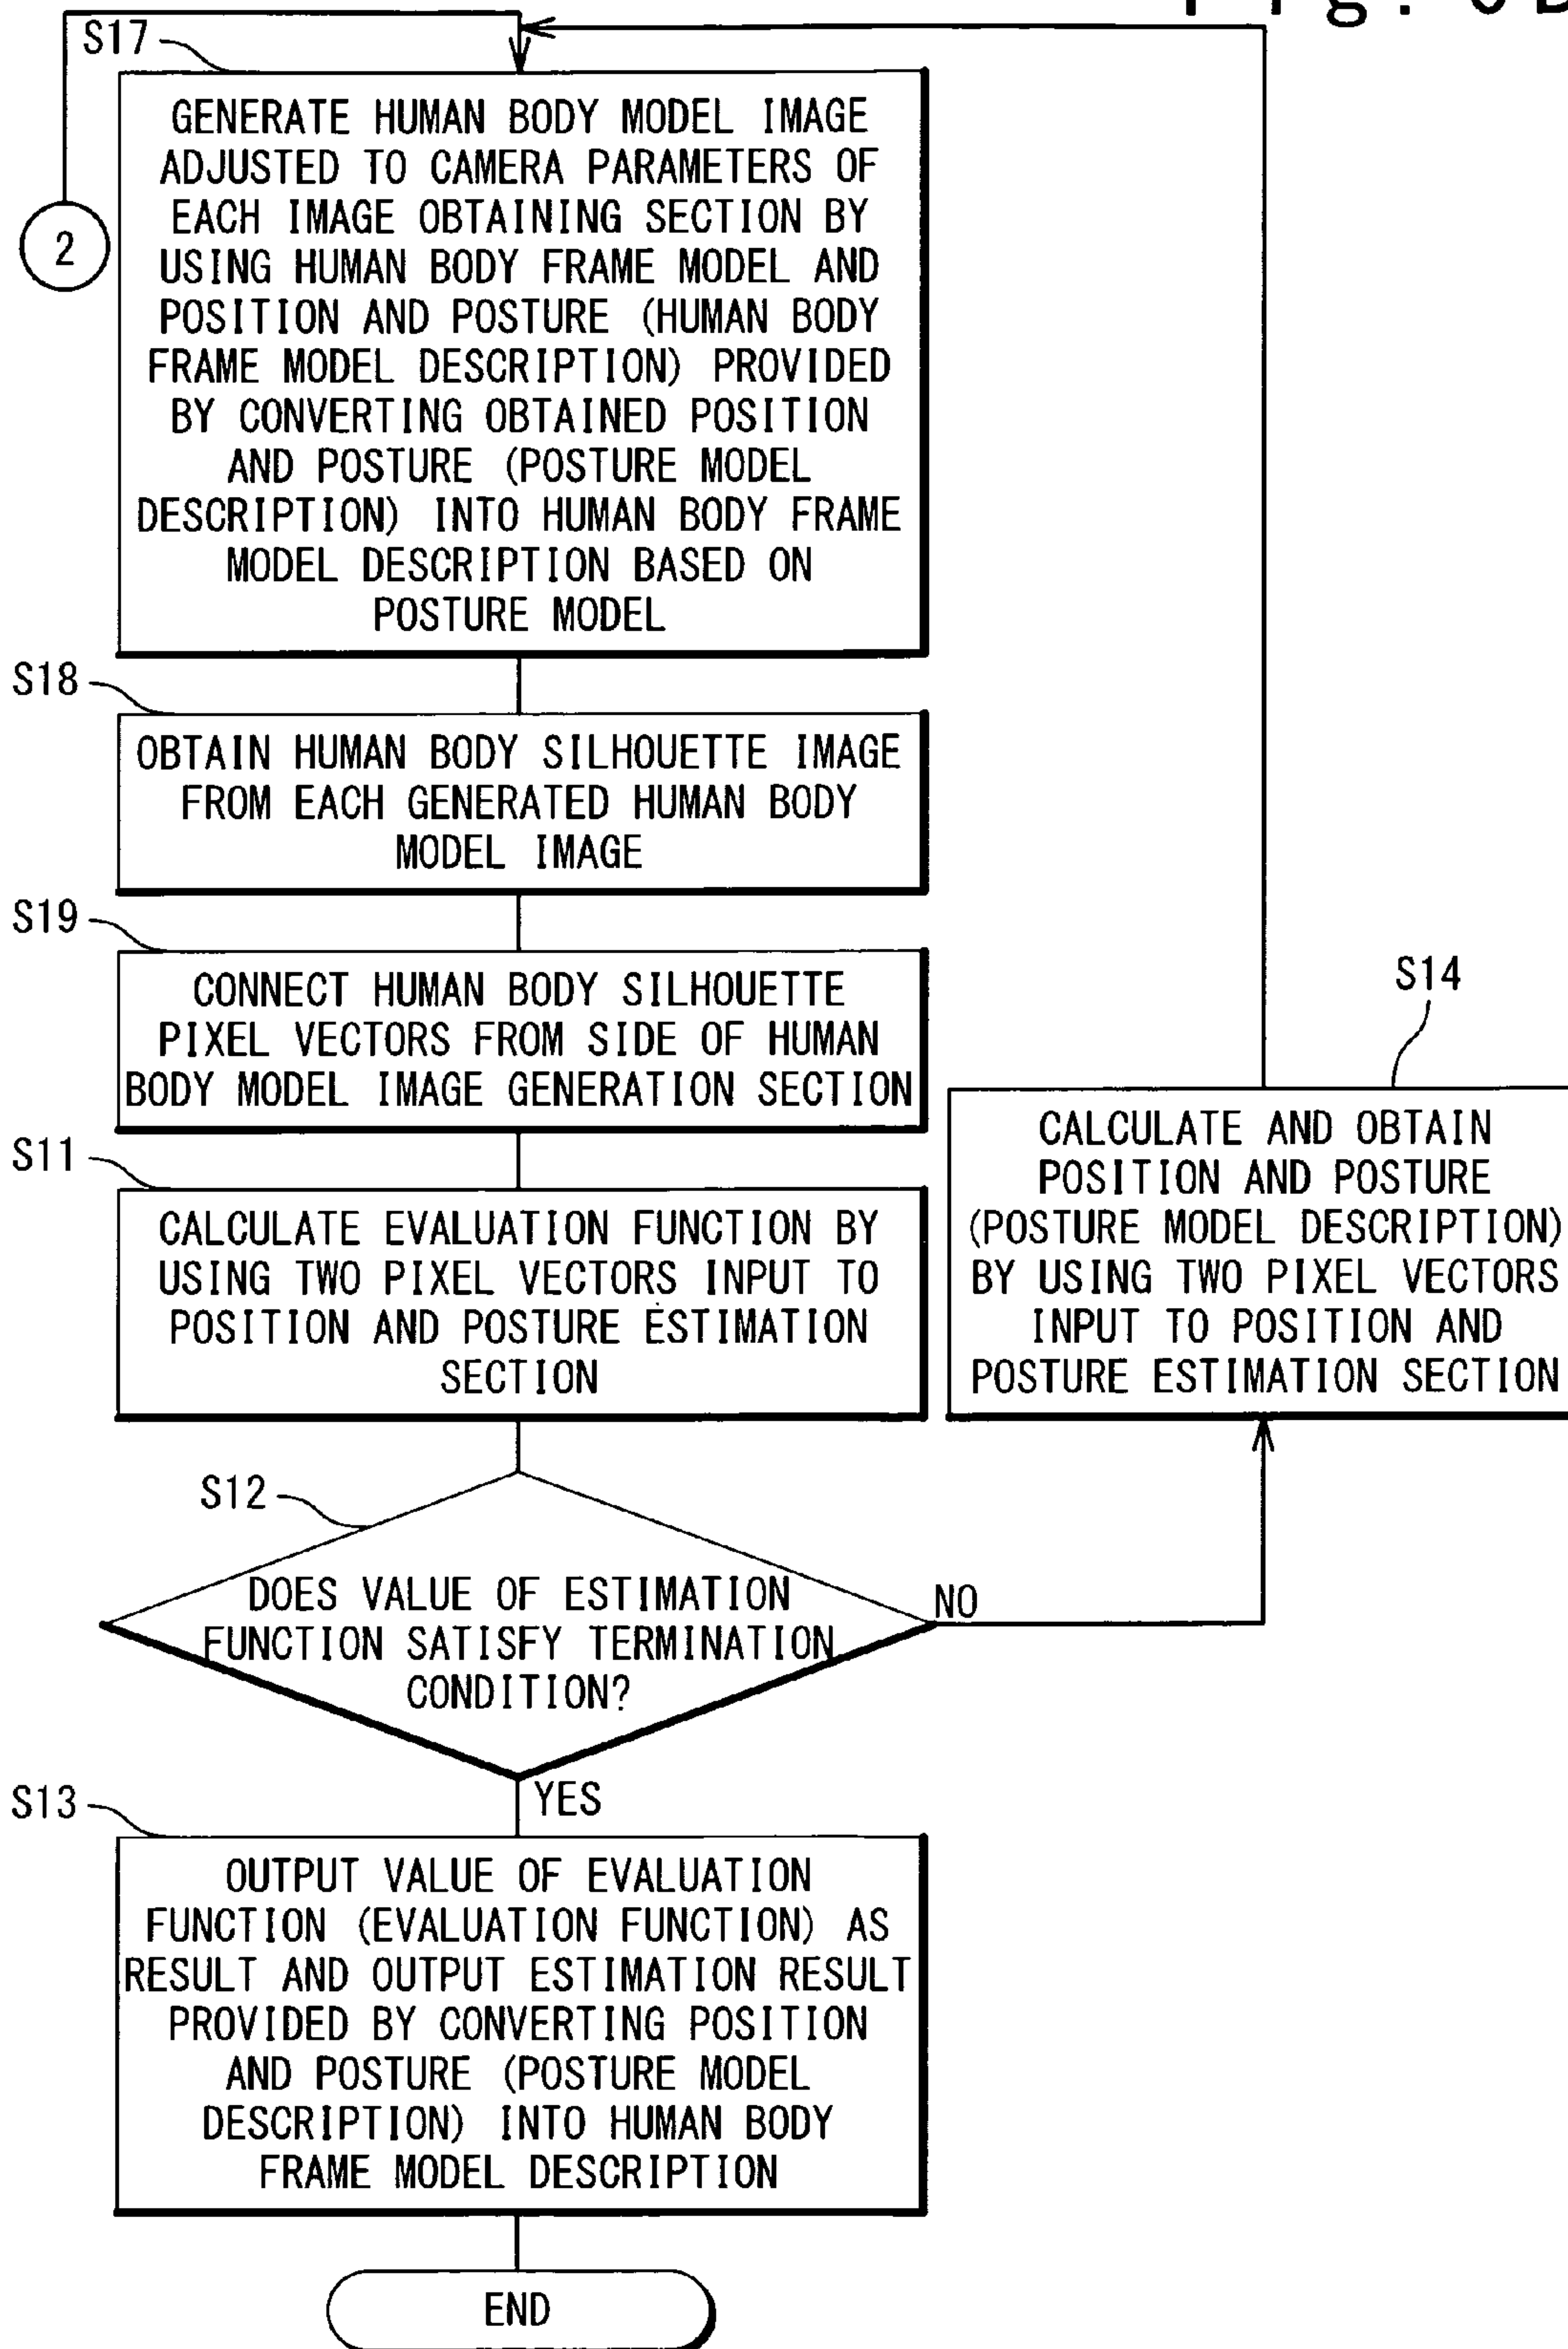 S17
GENERATE HUMAN BODY MODEL IMAGE
ADJUSTED TO CAMERA PARAMETERS OF
EACH IMAGE OBTAINING SECTION BY
USING HUMAN BODY FRAME MODEL AND
POSITION AND POSTURE (HUMAN BODY
FRAME MODEL DESCRIPTION) PROVIDED
BY CONVERTING OBTAINED POSITION
AND POSTURE (POSTURE MODEL
DESCRIPTION) INTO HUMAN BODY FRAME
MODEL DESCRIPTION BASED ON
POSTURE MODEL
2
S18
OBTAIN HUMAN BODY SILHOUETTE IMAGE
FROM EACH GENERATED HUMAN BODY
MODEL IMAGE
S19
CONNECT HUMAN BODY SILHOUETTE
PIXEL VECTORS FROM SIDE OF HUMAN
BODY MODEL IMAGE GENERATION SECTION
S11
CALCULATE EVALUATION FUNCTION BY
USING TWO PIXEL VECTORS INPUT TO
POSITION AND POSTURE ESTIMATION
SECTION
S14
CALCULATE AND OBTAIN
POSITION AND POSTURE
(POSTURE MODEL DESCRIPTION)
BY USING TWO PIXEL VECTORS
INPUT TO POSITION AND
POSTURE ESTIMATION SECTION
S12
DOES VALUE OF ESTIMATION
FUNCTION SATISFY TERMINATION
CONDITION?
NO
YES
S13
OUTPUT VALUE OF EVALUATION
FUNCTION (EVALUATION FUNCTION) AS
RESULT AND OUTPUT ESTIMATION RESULT
PROVIDED BY CONVERTING POSITION
AND POSTURE (POSTURE MODEL
DESCRIPTION) INTO HUMAN BODY
FRAME MODEL DESCRIPTION
END